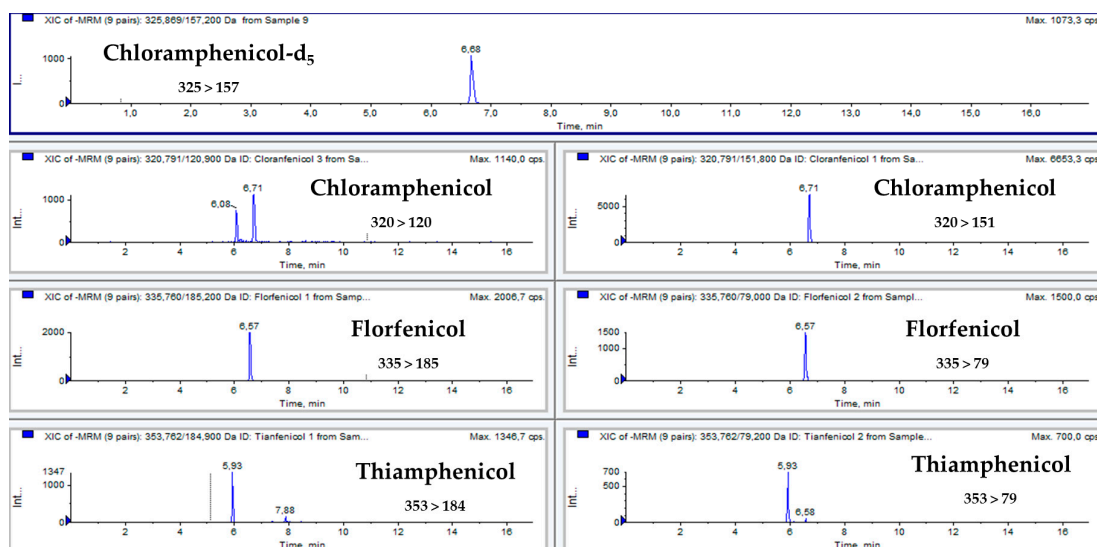 XIC of -MRM (9 pairs): 325,869/157,200 Da from Sample 9 Max. 1073,3 cps
Chloramphenicol-d5
325 > 157
6,68
I...
1000
0
1,0 2,0 3,0 4,0 5,0 6,0 7,0 8,0 9,0 10,0 11,0 12,0 13,0 14,0 15,0 16,0
Time, min
XIC of -MRM (9 pairs): 320,791/120,900 Da ID: Cloranfenicol 3 from Sa... Max. 1140,0 cps.
Chloramphenicol
320 > 120
6,71
6,08
Int...
1000
0
2 4 6 8 10 12 14 16
Time, min
XIC of -MRM (9 pairs): 320,791/151,800 Da ID: Cloranfenicol 1 from Sa... Max. 6653,3 cps.
Chloramphenicol
320 > 151
6,71
Int...
5000
0
2 4 6 8 10 12 14 16
Time, min
XIC of -MRM (9 pairs): 335,760/185,200 Da ID: Florfenicol 1 from Samp... Max. 2006,7 cps.
Florfenicol
335 > 185
6,57
Int...
2000
0
2 4 6 8 10 12 14 16
Time, min
XIC of -MRM (9 pairs): 335,760/79,000 Da ID: Florfenicol 2 from Sampl... Max. 1500,0 cps.
Florfenicol
335 > 79
6,57
Int...
1500
1000
0
2 4 6 8 10 12 14 16
Time, min
XIC of -MRM (9 pairs): 353,762/184,900 Da ID: Tianfenicol 1 from Sam... Max. 1346,7 cps.
Thiamphenicol
353 > 184
5,93
7,88
Int...
1347
1000
0
2 4 6 8 10 12 14 16
Time, min
XIC of -MRM (9 pairs): 353,762/79,200 Da ID: Tianfenicol 2 from Sample... Max. 700,0 cps.
Thiamphenicol
353 > 79
5,93
6,58
Int...
700
500
0
2 4 6 8 10 12 14 16
Time, min